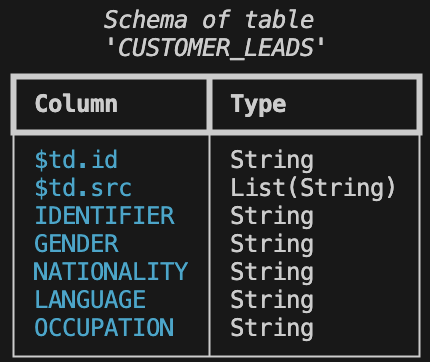 Schema of table
'CUSTOMER_LEADS'
Column Type
$td.id String
$td.src List(String)
IDENTIFIER String
GENDER String
NATIONALITY String
LANGUAGE String
OCCUPATION String